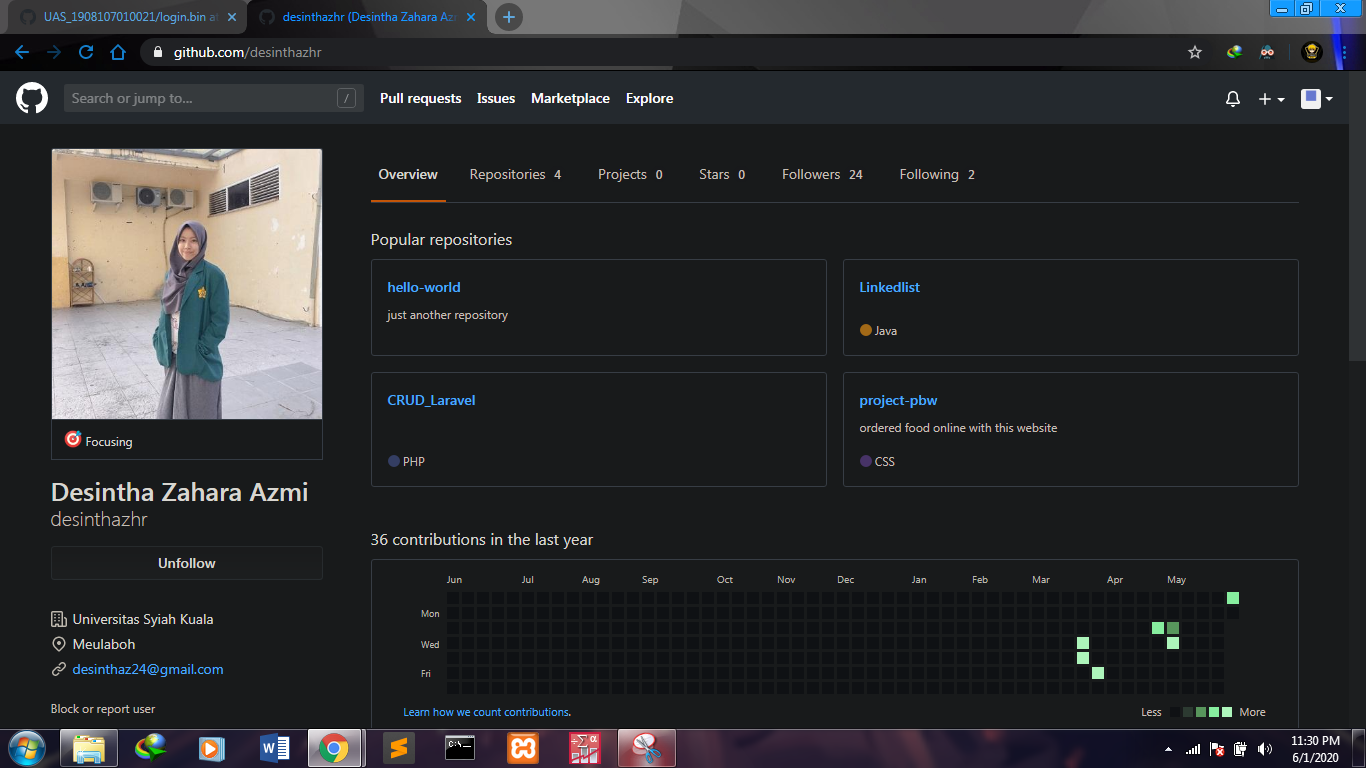 UAS_1908107010021/login.bin at
desinthazhr (Desintha Zahara Az
github.com/desinthazhr
Search or jump to...
/
Pull requests
Issues
Marketplace
Explore
Overview
Repositories 4
Projects 0
Stars 0
Followers 24
Following 2
Popular repositories
hello-world
just another repository
Linkedlist
Java
CRUD_Laravel
PHP
project-pbw
ordered food online with this website
CSS
Focusing
Desintha Zahara Azmi
desinthazhr
Unfollow
Universitas Syiah Kuala
Meulaboh
desinthaz24@gmail.com
Block or report user
36 contributions in the last year
Jun Jul Aug Sep Oct Nov Dec Jan Feb Mar Apr May
Mon
Wed
Fri
Learn how we count contributions.
Less
More
11:30 PM
6/1/2020